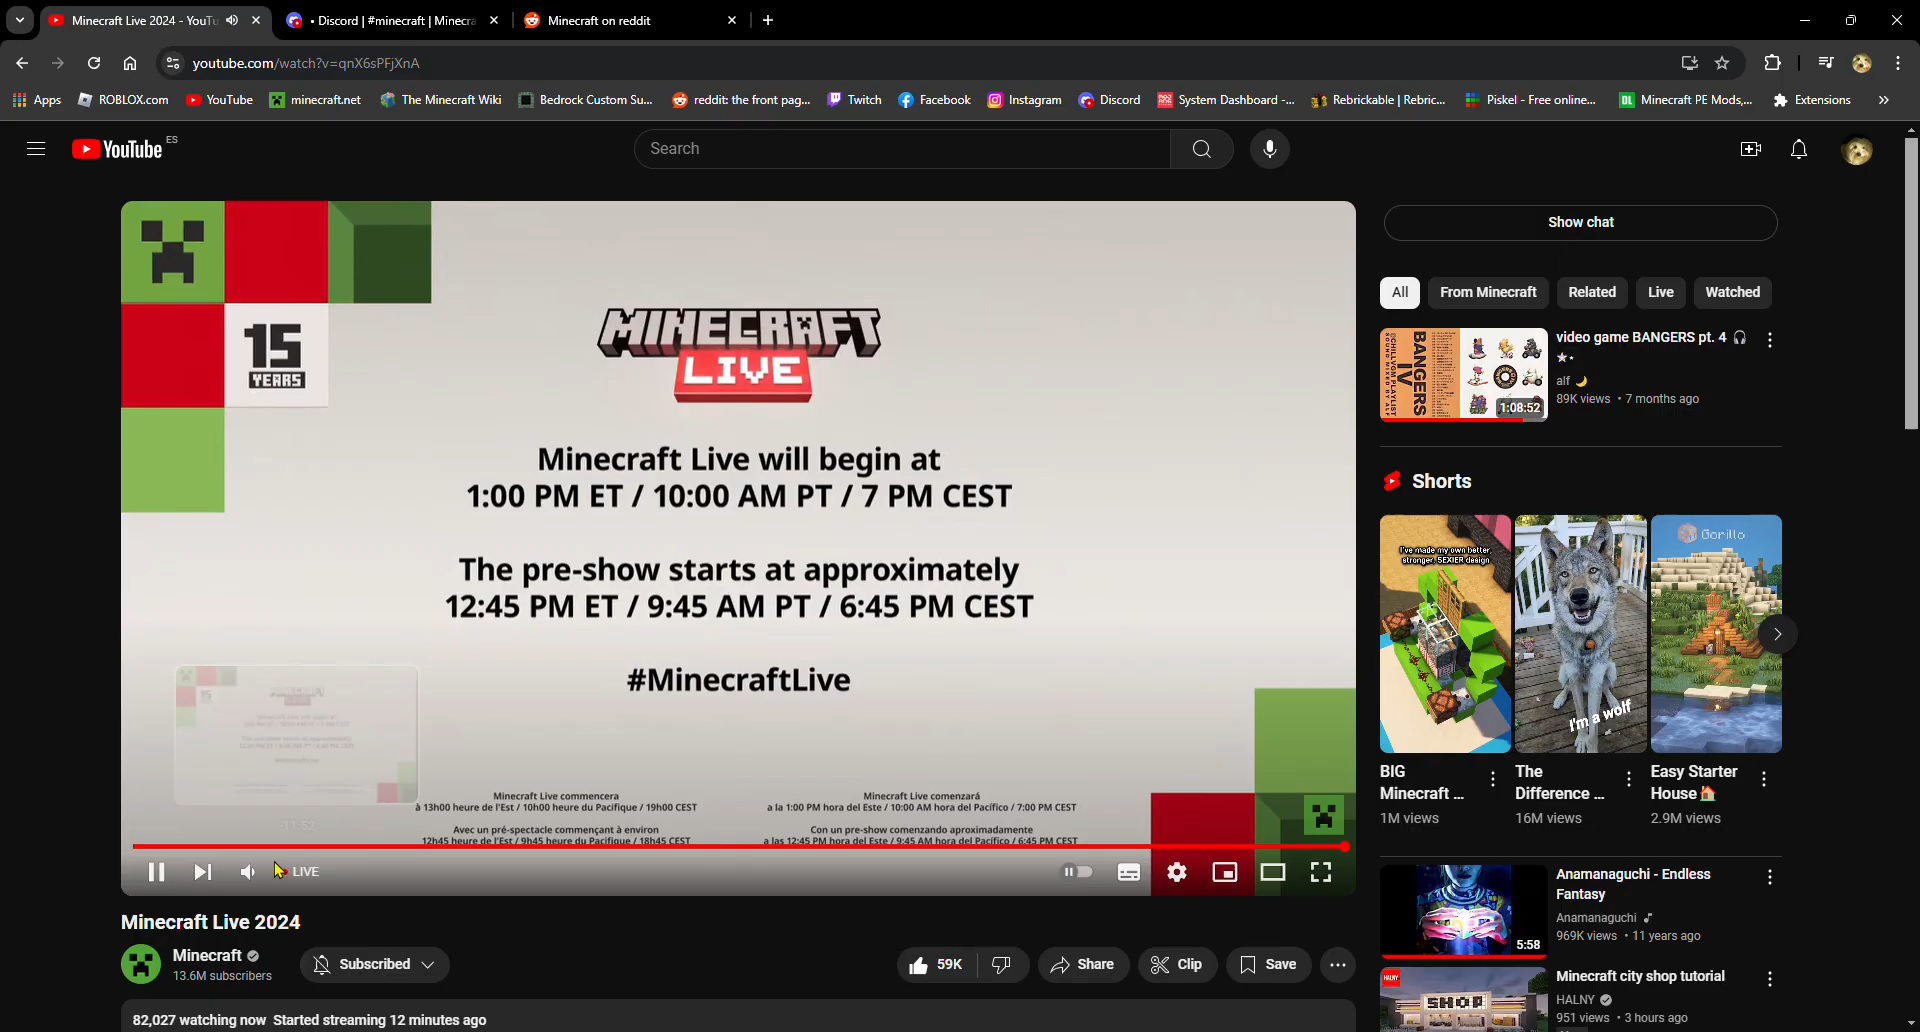 Minecraft Live 2024 - YouTu
• Discord | #minecraft | Minecra
Minecraft on reddit
youtube.com/watch?v=qnX6sPFjXnA
Apps
ROBLOX.com
YouTube
minecraft.net
The Minecraft Wiki
Bedrock Custom Su...
reddit: the front pag...
Twitch
Facebook
Instagram
Discord
System Dashboard -...
Rebrickable | Rebric...
Piskel - Free online...
Minecraft PE Mods,...
Extensions
YouTube ES
Search
15
YEARS
MINECRAFT
LIVE
Minecraft Live will begin at
1:00 PM ET / 10:00 AM PT / 7 PM CEST
The pre-show starts at approximately
12:45 PM ET / 9:45 AM PT / 6:45 PM CEST
#MinecraftLive
Minecraft Live commencera
à 13h00 heure de l'Est / 10h00 heure du Pacifique / 19h00 CEST
Avec un pré-spectacle commençant à environ
12h45 heure de l'Est / 9h45 heure du Pacifique / 18h45 CEST
Minecraft Live comenzará
a la 1:00 PM hora del Este / 10:00 AM hora del Pacífico / 7:00 PM CEST
Con un pre-show comenzando aproximadamente
a las 12:45 PM hora del Este / 9:45 AM hora del Pacífico / 6:45 PM CEST
-11:52
LIVE
Minecraft Live 2024
Minecraft
13.6M subscribers
Subscribed
59K
Share
Clip
Save
82,027 watching now Started streaming 12 minutes ago
Show chat
All
From Minecraft
Related
Live
Watched
BANGERS
IV
1:08:52
video game BANGERS pt. 4 🎧
★⋆
alf 🌙
89K views • 7 months ago
Shorts
I've made my own better,
stronger, SEXIER design
I'm a wolf
Gorillo
BIG
Minecraft ...
1M views
The
Difference ...
16M views
Easy Starter
House🏠
2.9M views
5:58
Anamanaguchi - Endless
Fantasy
Anamanaguchi
969K views • 11 years ago
HALNY
SHOP
Minecraft city shop tutorial
HALNY
951 views • 3 hours ago